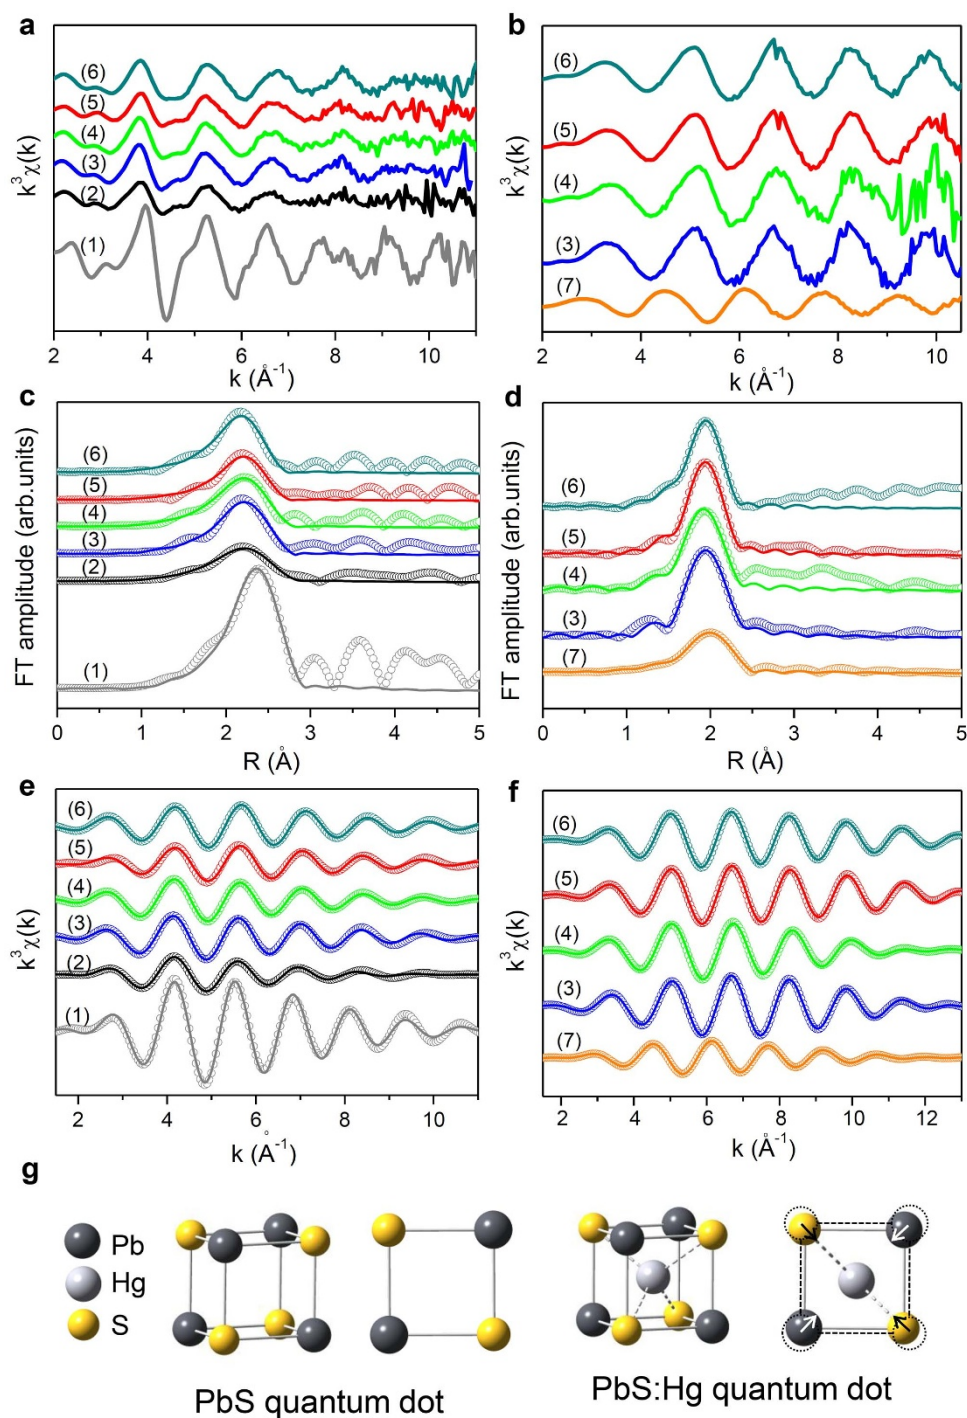 a
(6)
(5)
(4)
(3)
(2)
(1)
k³χ(k)
2 4 6 8 10
k (Å⁻¹)
b
(6)
(5)
(4)
(3)
(7)
k³χ(k)
2 4 6 8 10
k (Å⁻¹)
c
(6)
(5)
(4)
(3)
(2)
(1)
FT amplitude (arb.units)
0 1 2 3 4 5
R (Å)
d
(6)
(5)
(4)
(3)
(7)
FT amplitude (arb.units)
0 1 2 3 4 5
R (Å)
e
(6)
(5)
(4)
(3)
(2)
(1)
k³χ(k)
2 4 6 8 10
k (Å⁻¹)
f
(6)
(5)
(4)
(3)
(7)
k³χ(k)
2 4 6 8 10 12
k (Å⁻¹)
g
Pb
Hg
S
PbS quantum dot
PbS:Hg quantum dot